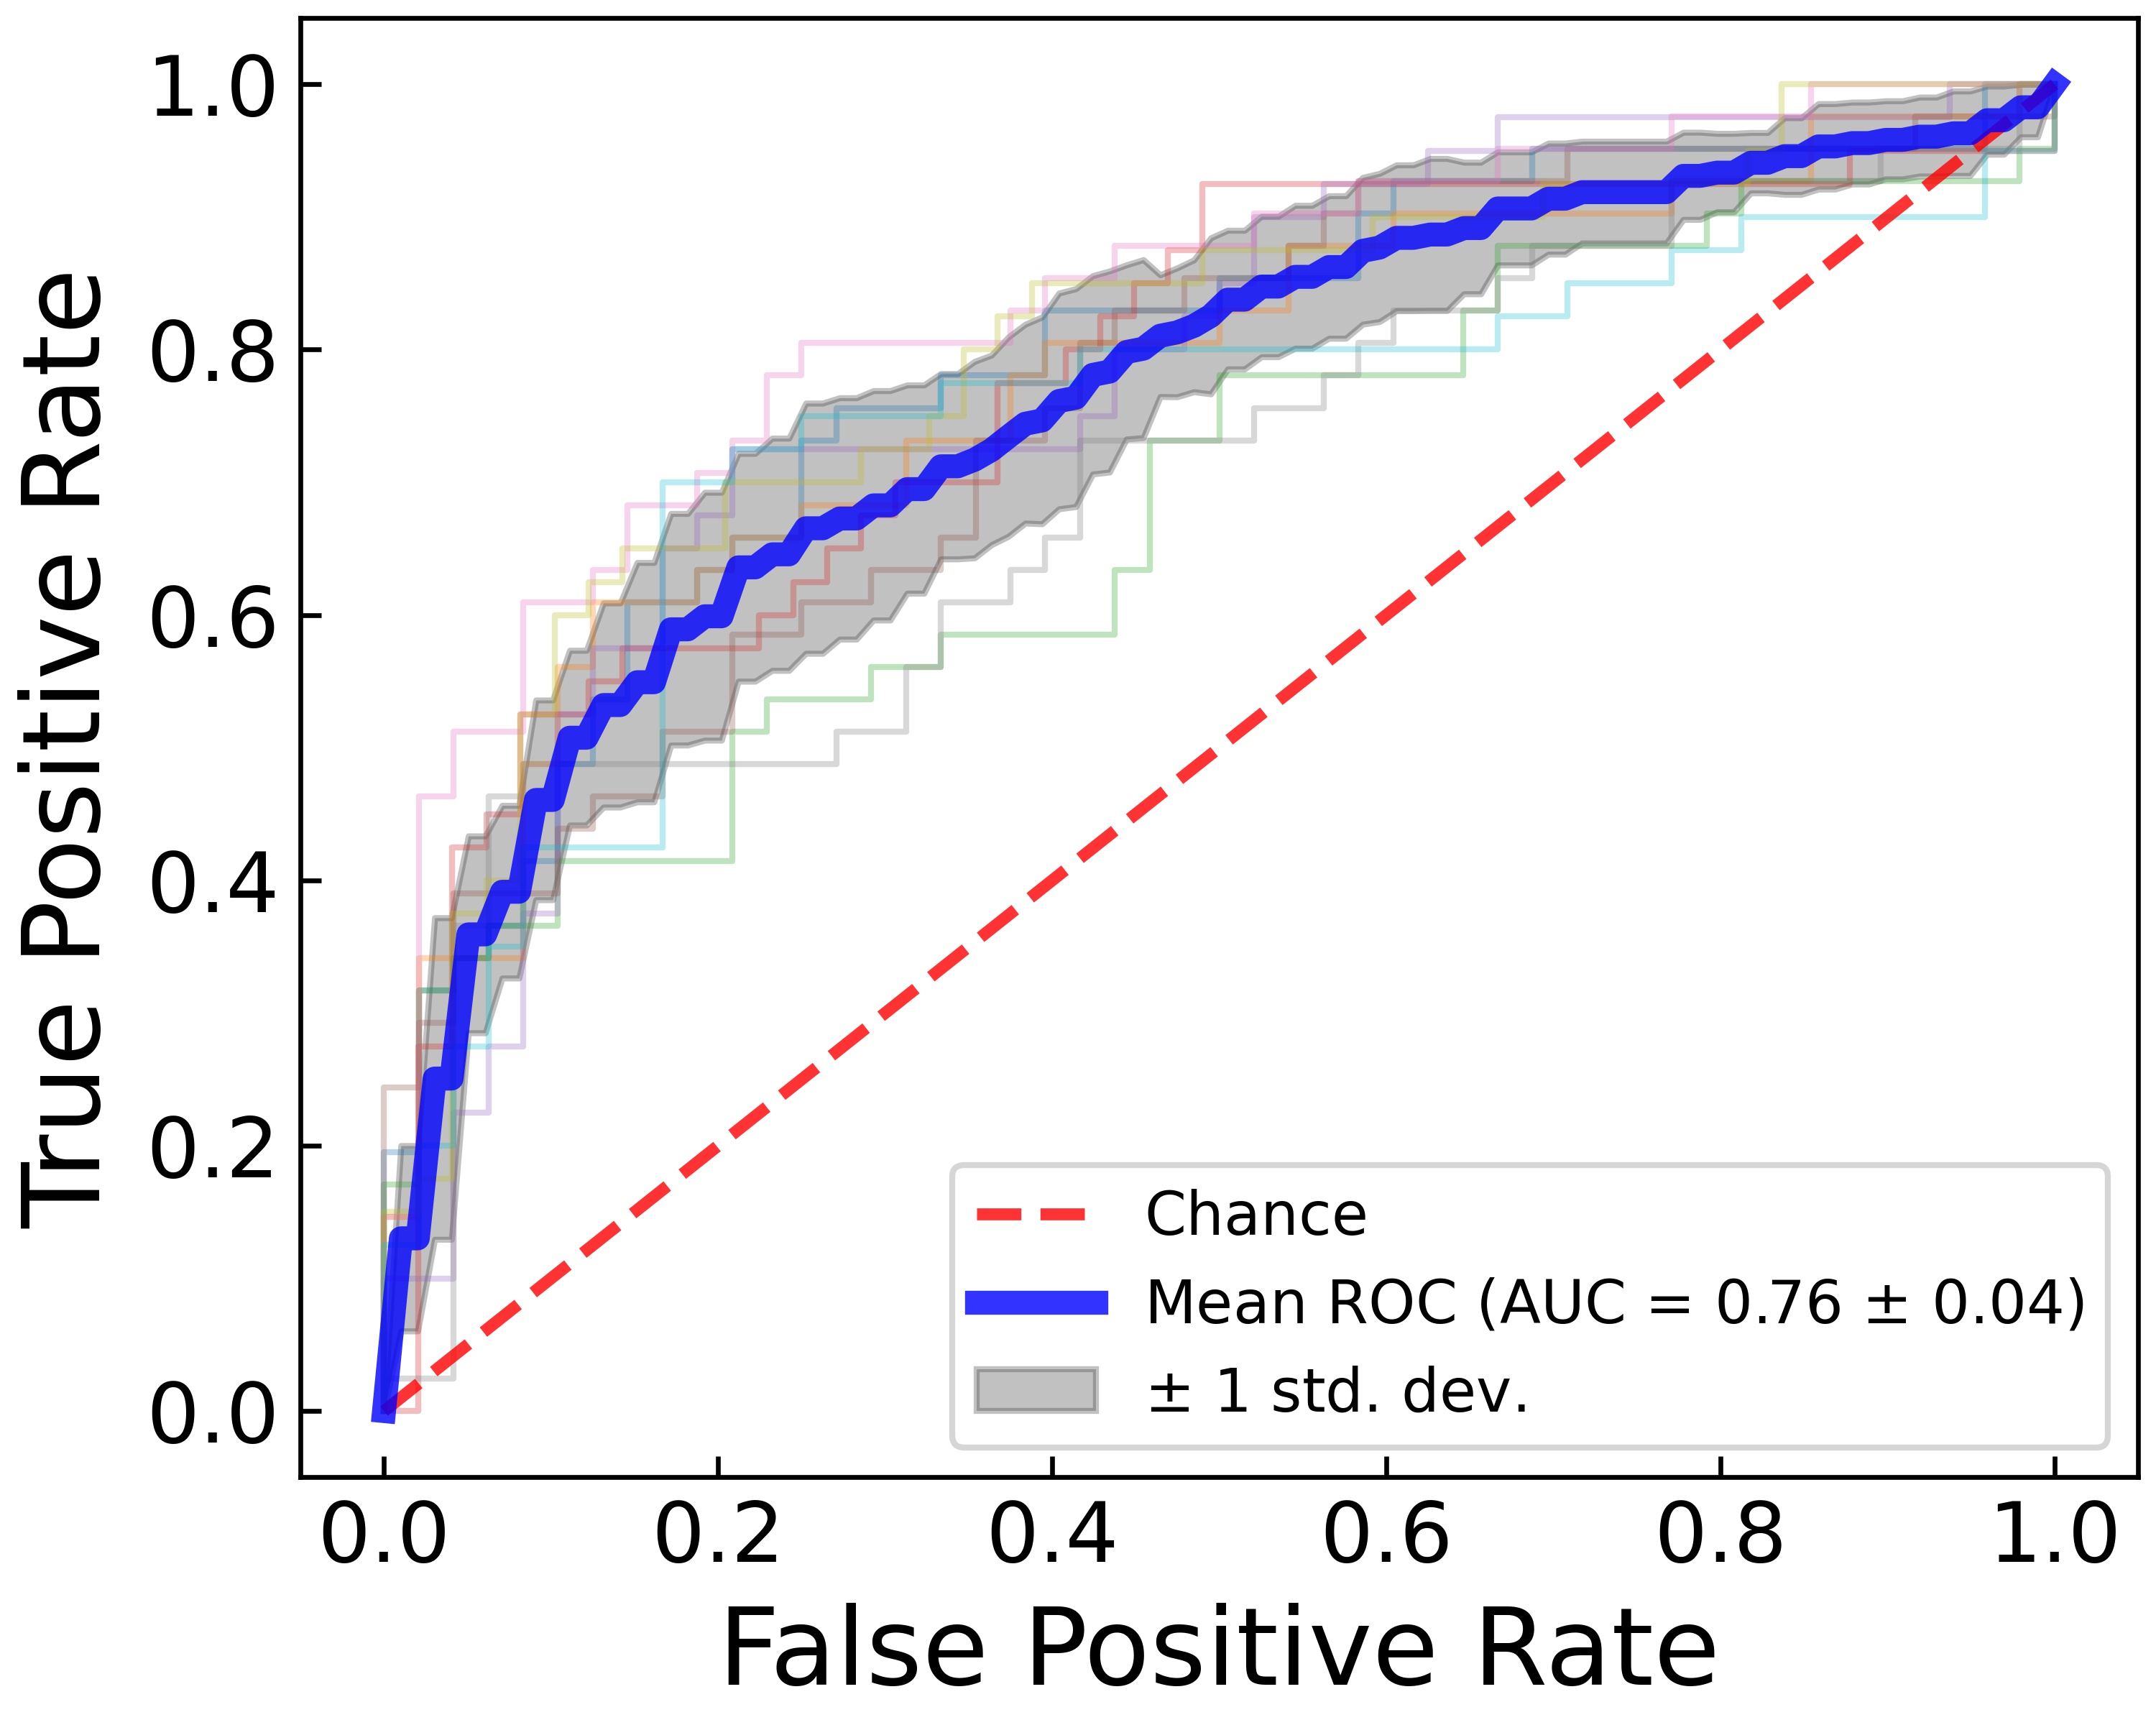 True Positive Rate
1.0
0.8
0.6
0.4
0.2
0.0
Chance
Mean ROC (AUC = 0.76 ± 0.04)
± 1 std. dev.
0.0 0.2 0.4 0.6 0.8 1.0
False Positive Rate